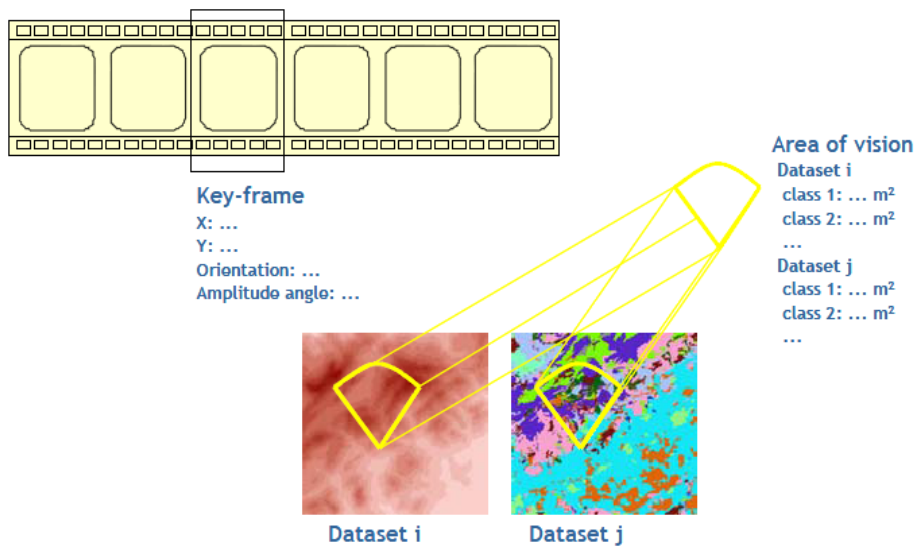 Key-frame
X: ...
Y: ...
Orientation: ...
Amplitude angle: ...
Area of vision
Dataset i
class 1: ... m²
class 2: ... m²
...
Dataset j
class 1: ... m²
class 2: ... m²
...
Dataset i
Dataset j